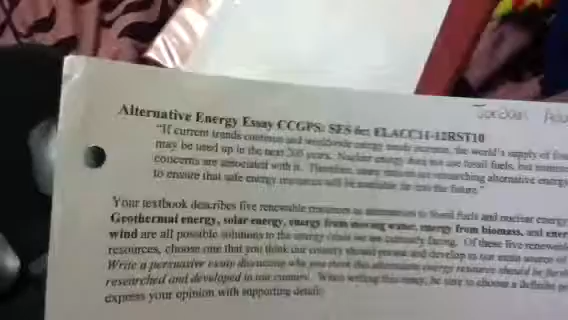 Jordan
Alternative Energy Essay CCGPS: SES 6e; ELACC11-12RST10
"If current trends continue and worldwide energy needs increase, the world's supply of
may be used up in the next 200 years. Nuclear energy does not use fossil fuels, but
concerns are associated with it. Therefore, many nations are researching alternative energy
to ensure that safe energy resources will be available far into the future."
Your textbook describes five renewable resources as alternatives to fossil fuels and nuclear energy
Geothermal energy, solar energy, energy from moving water, energy from biomass, and
wind are all possible solutions to the energy crisis we are currently facing. Of these five
resources, choose one that you think our country should pursue and develop as our main source of
Write a persuasive essay discussing why you think this alternate energy resource should be
researched and developed in our country. When writing this essay, be sure to choose a definite
express your opinion with supporting details.